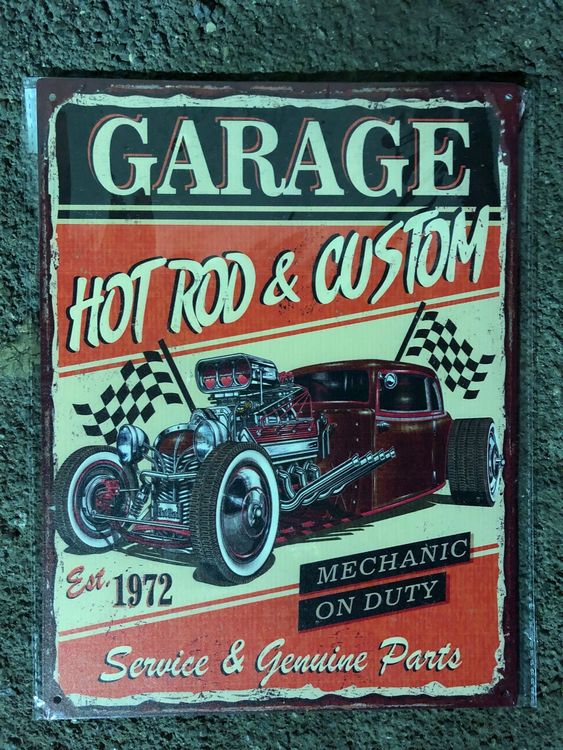 GARAGE
HOT ROD & CUSTOM
Est. 1972
MECHANIC
ON DUTY
Service & Genuine Parts